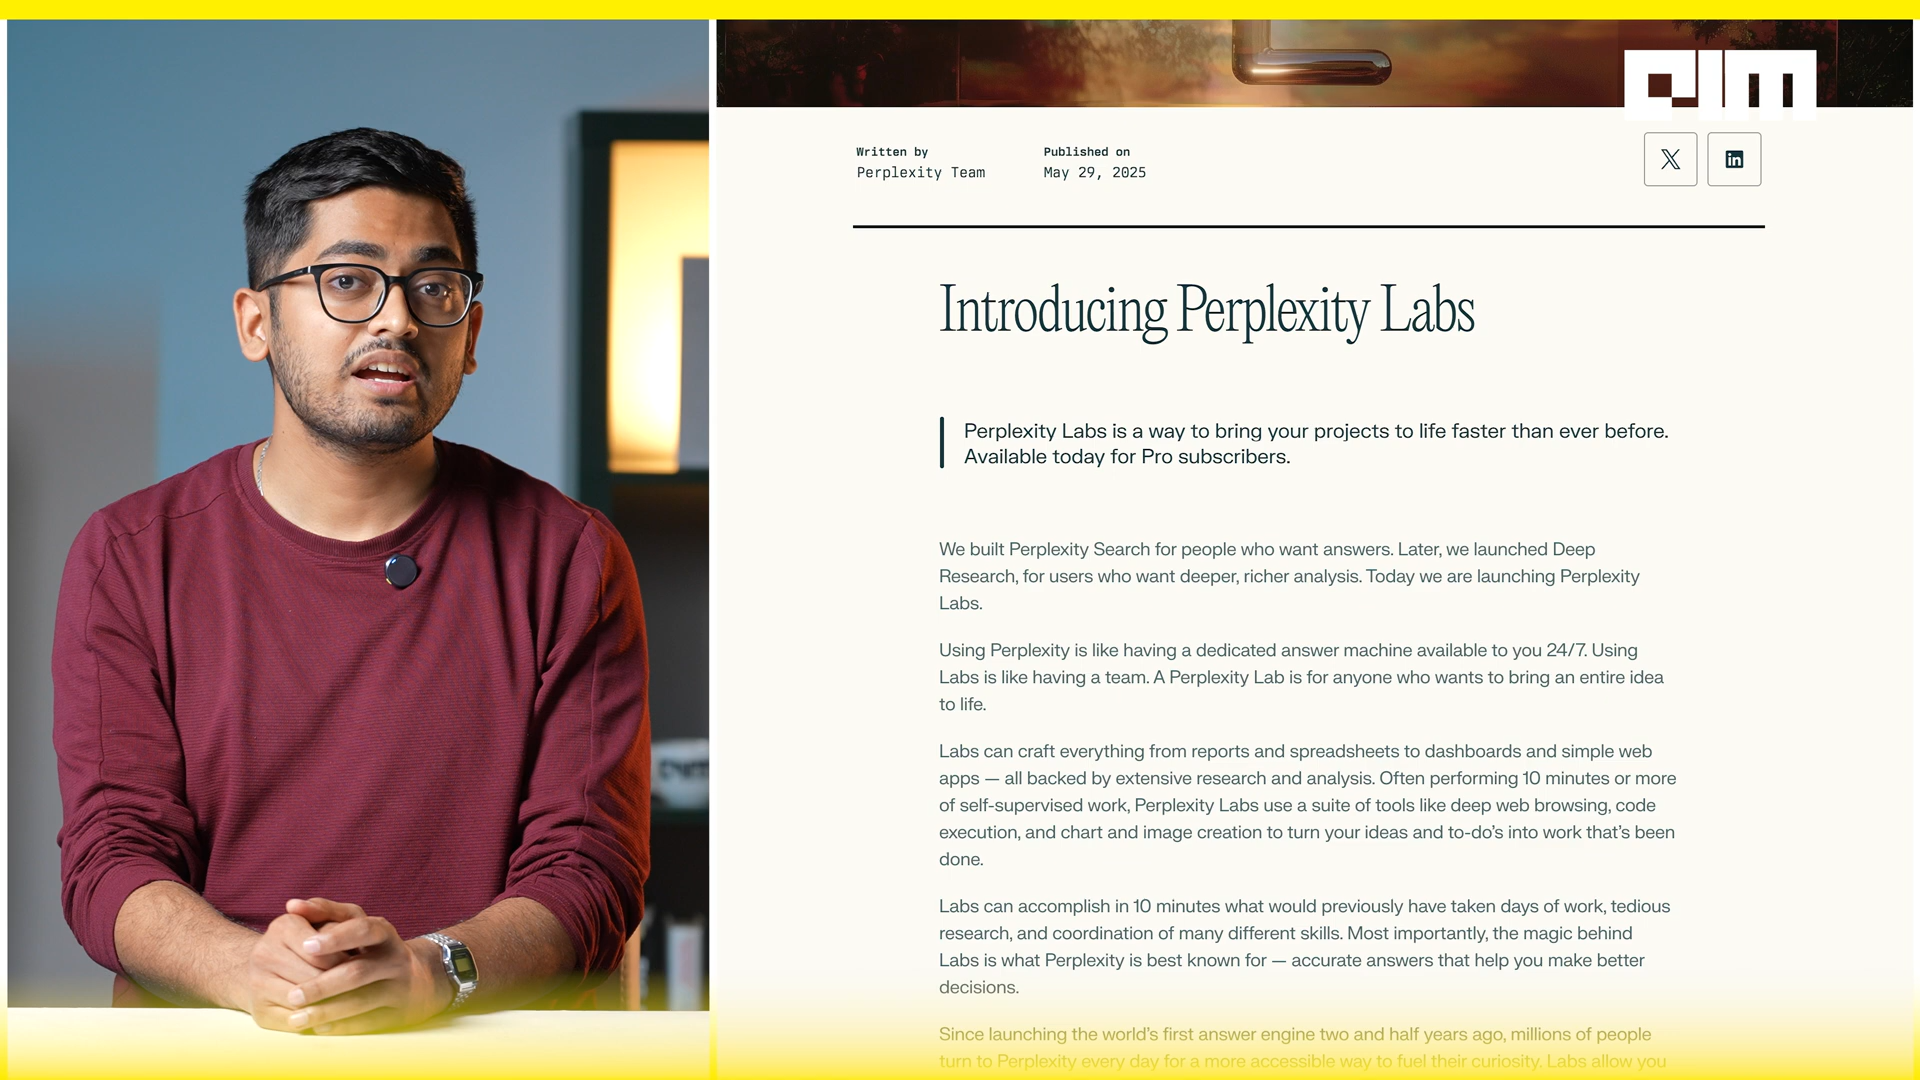 aim
Written by
Perplexity Team
Published on
May 29, 2025
Introducing Perplexity Labs
Perplexity Labs is a way to bring your projects to life faster than ever before.
Available today for Pro subscribers.
We built Perplexity Search for people who want answers. Later, we launched Deep
Research, for users who want deeper, richer analysis. Today we are launching Perplexity
Labs.
Using Perplexity is like having a dedicated answer machine available to you 24/7. Using
Labs is like having a team. A Perplexity Lab is for anyone who wants to bring an entire idea
to life.
Labs can craft everything from reports and spreadsheets to dashboards and simple web
apps — all backed by extensive research and analysis. Often performing 10 minutes or more
of self-supervised work, Perplexity Labs use a suite of tools like deep web browsing, code
execution, and chart and image creation to turn your ideas and to-do’s into work that’s been
done.
Labs can accomplish in 10 minutes what would previously have taken days of work, tedious
research, and coordination of many different skills. Most importantly, the magic behind
Labs is what Perplexity is best known for — accurate answers that help you make better
decisions.
Since launching the world’s first answer engine two and half years ago, millions of people
turn to Perplexity every day for a more accessible way to fuel their curiosity. Labs allow you